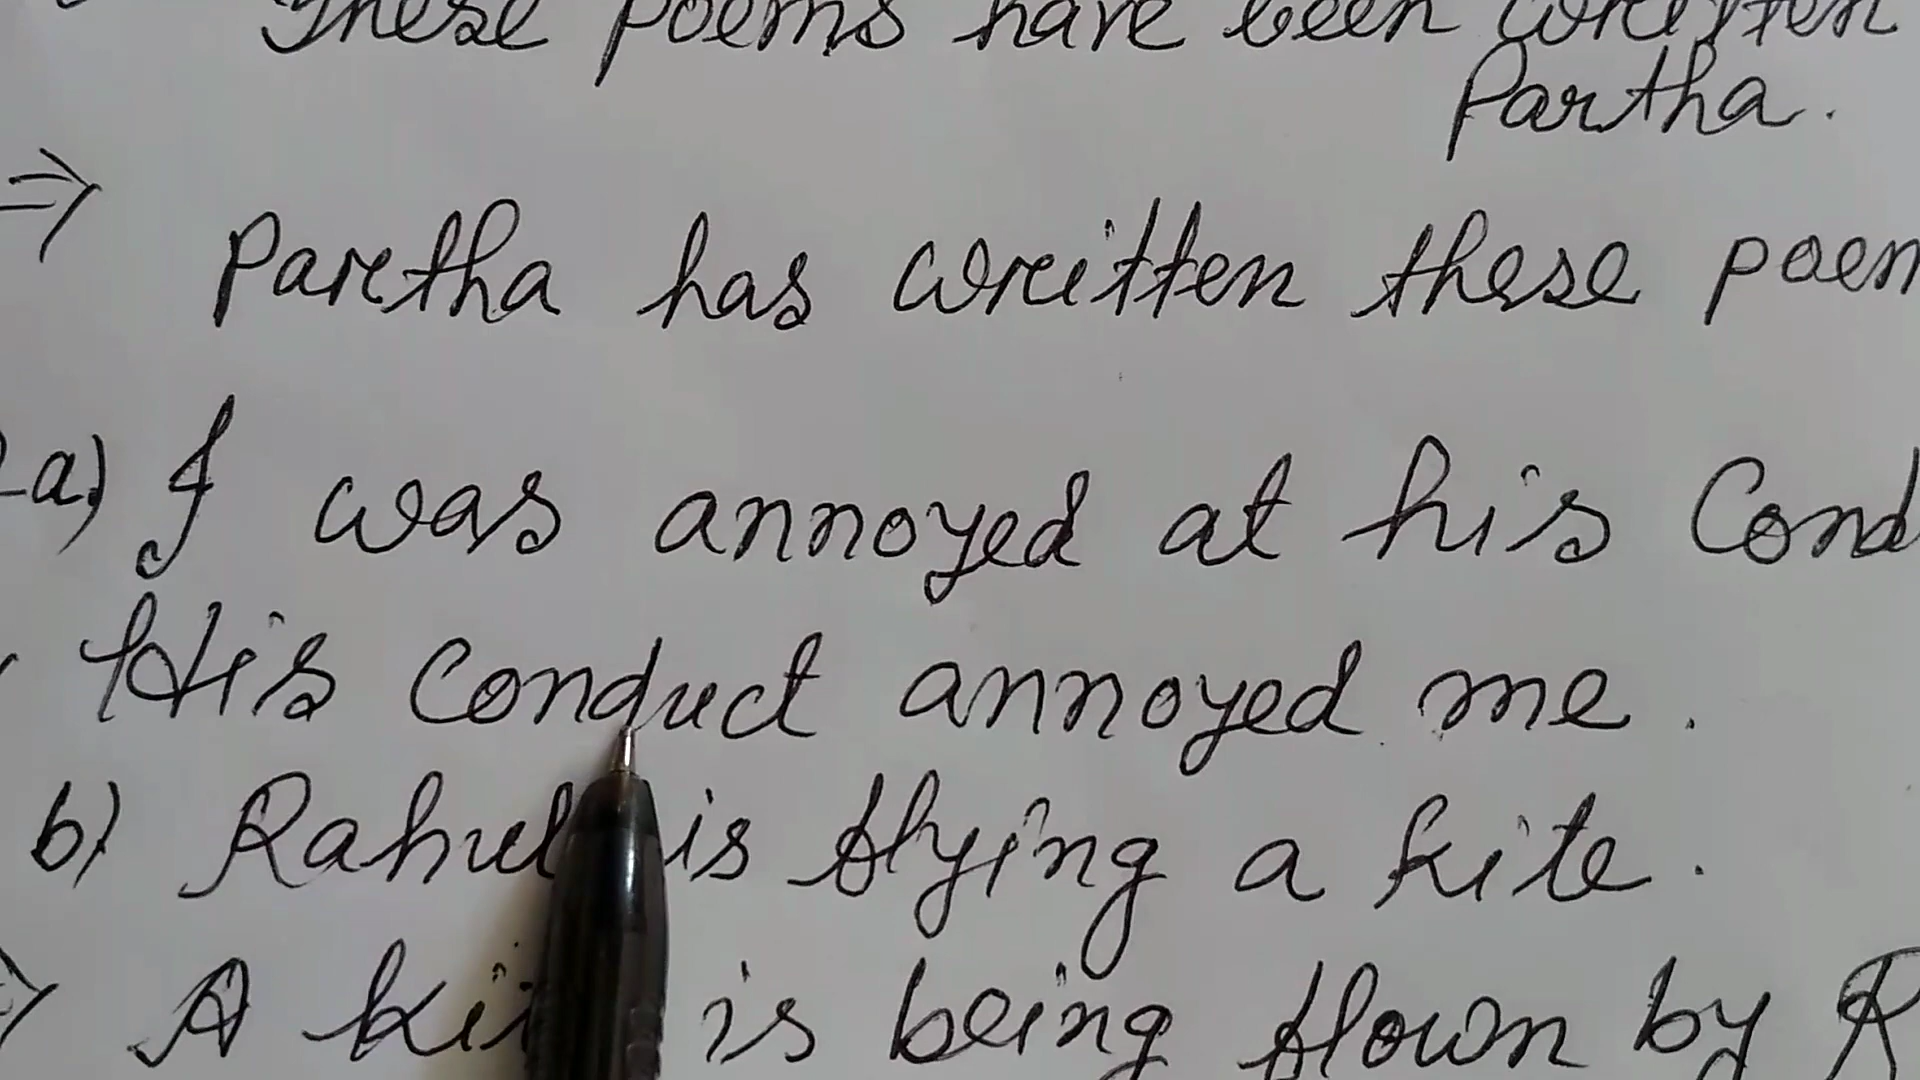 These poems have been written
Partha.
⇒
Partha has written these poem
a) I was annoyed at his Cond
His Conduct annoyed me.
b) Rahul is flying a kite.
⇒ A is being flown by R